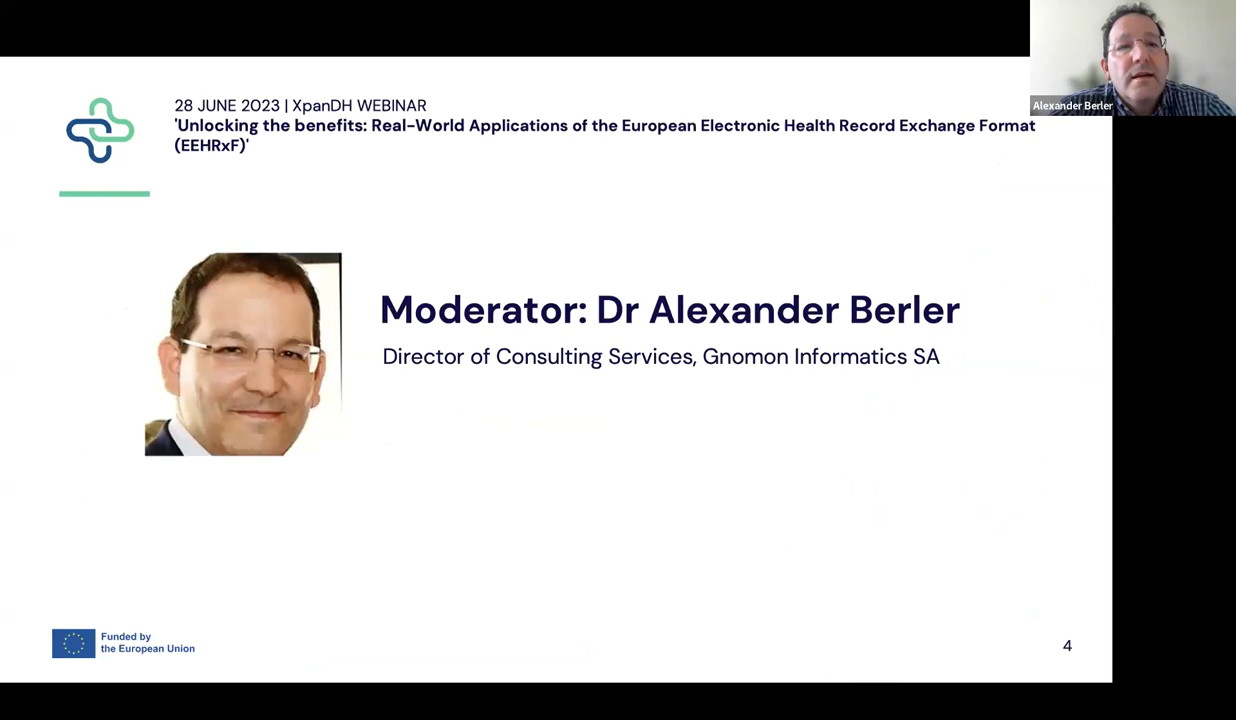 28 JUNE 2023 | XpanDH WEBINAR
'Unlocking the benefits: Real-World Applications of the European Electronic Health Record Exchange Format
(EEHRxF)'
Alexander Berler
Moderator: Dr Alexander Berler
Director of Consulting Services, Gnomon Informatics SA
Funded by
the European Union
4